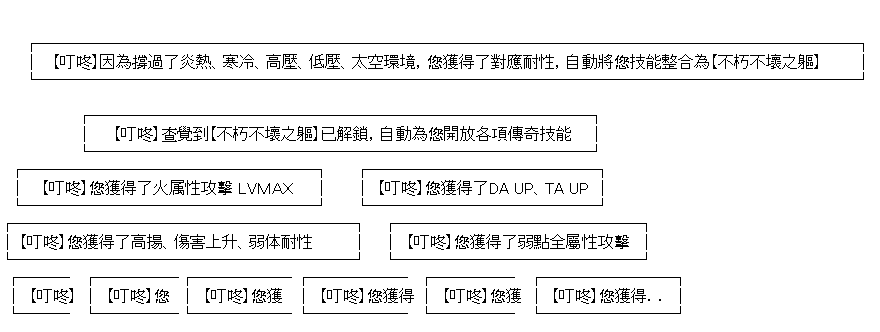 【叮咚】因為撐過了炎熱、寒冷、高壓、低壓、太空環境，您獲得了對應耐性，自動將您技能整合為【不朽不壞之軀】
【叮咚】查覺到【不朽不壞之軀】已解鎖，自動為您開放各項傳奇技能
【叮咚】您獲得了火属性攻擊 LVMAX
【叮咚】您獲得了DA UP、TA UP
【叮咚】您獲得了高揚、傷害上升、弱体耐性
【叮咚】您獲得了弱點全屬性攻擊
【叮咚】
【叮咚】您
【叮咚】您獲
【叮咚】您獲得
【叮咚】您獲
【叮咚】您獲得．．